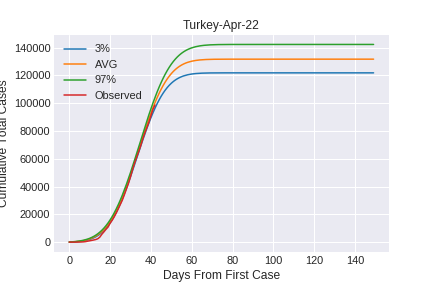 Turkey-Apr-22
3%
AVG
97%
Observed
140000
120000
100000
80000
60000
40000
20000
0
0 20 40 60 80 100 120 140
Days From First Case
Cumulative Total Cases